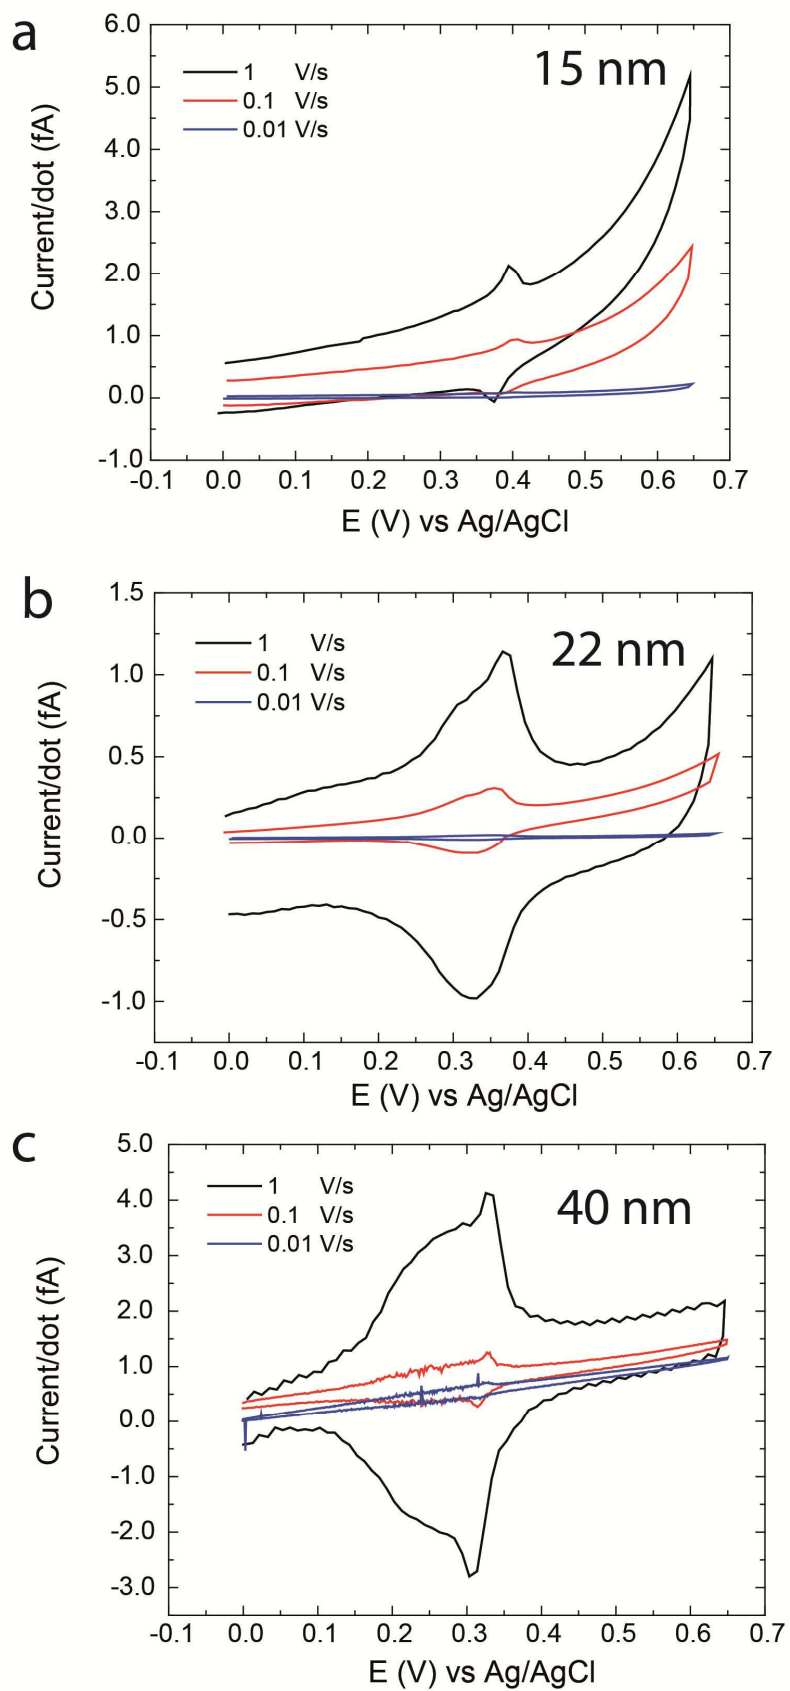 a
15 nm
1 V/s
0.1 V/s
0.01 V/s
6.0
5.0
4.0
3.0
2.0
1.0
0.0
-1.0
Current/dot (fA)
-0.1 0.0 0.1 0.2 0.3 0.4 0.5 0.6 0.7
E (V) vs Ag/AgCl
b
22 nm
1 V/s
0.1 V/s
0.01 V/s
1.5
1.0
0.5
0.0
-0.5
-1.0
Current/dot (fA)
-0.1 0.0 0.1 0.2 0.3 0.4 0.5 0.6 0.7
E (V) vs Ag/AgCl
c
40 nm
1 V/s
0.1 V/s
0.01 V/s
5.0
4.0
3.0
2.0
1.0
0.0
-1.0
-2.0
-3.0
Current/dot (fA)
-0.1 0.0 0.1 0.2 0.3 0.4 0.5 0.6 0.7
E (V) vs Ag/AgCl